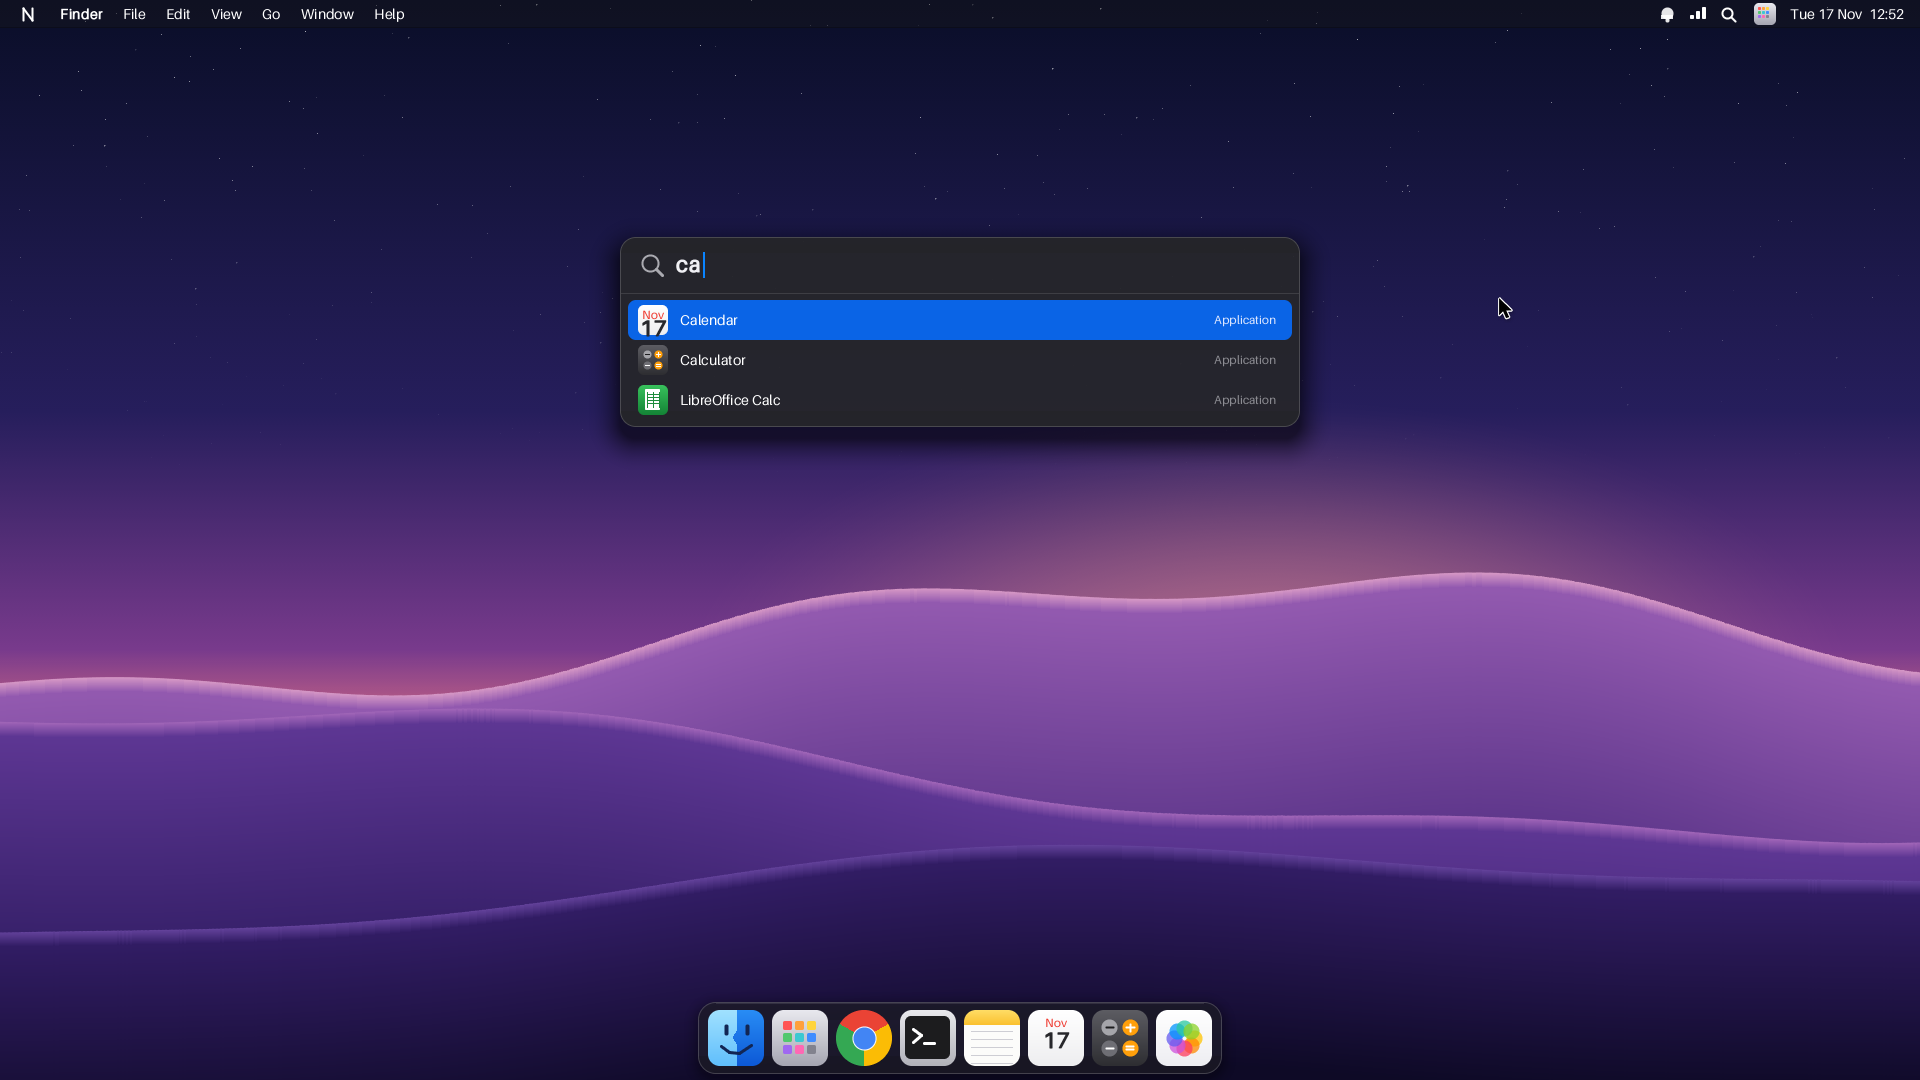 Finder File Edit View Go Window Help Tue 17 Nov 12:52
ca
Nov 17 Calendar Application
Calculator Application
LibreOffice Calc Application
Nov
17